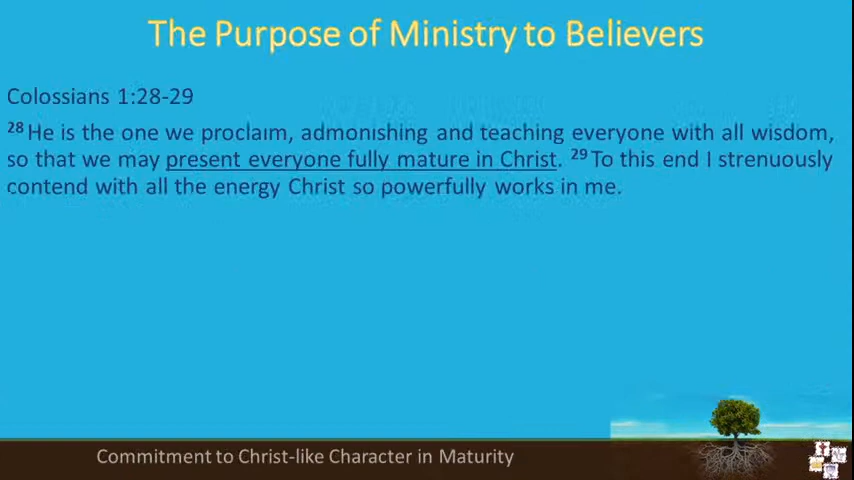 The Purpose of Ministry to Believers
Colossians 1:28-29
28 He is the one we proclaim, admonishing and teaching everyone with all wisdom,
so that we may present everyone fully mature in Christ. 29 To this end I strenuously
contend with all the energy Christ so powerfully works in me.
Commitment to Christ-like Character in Maturity